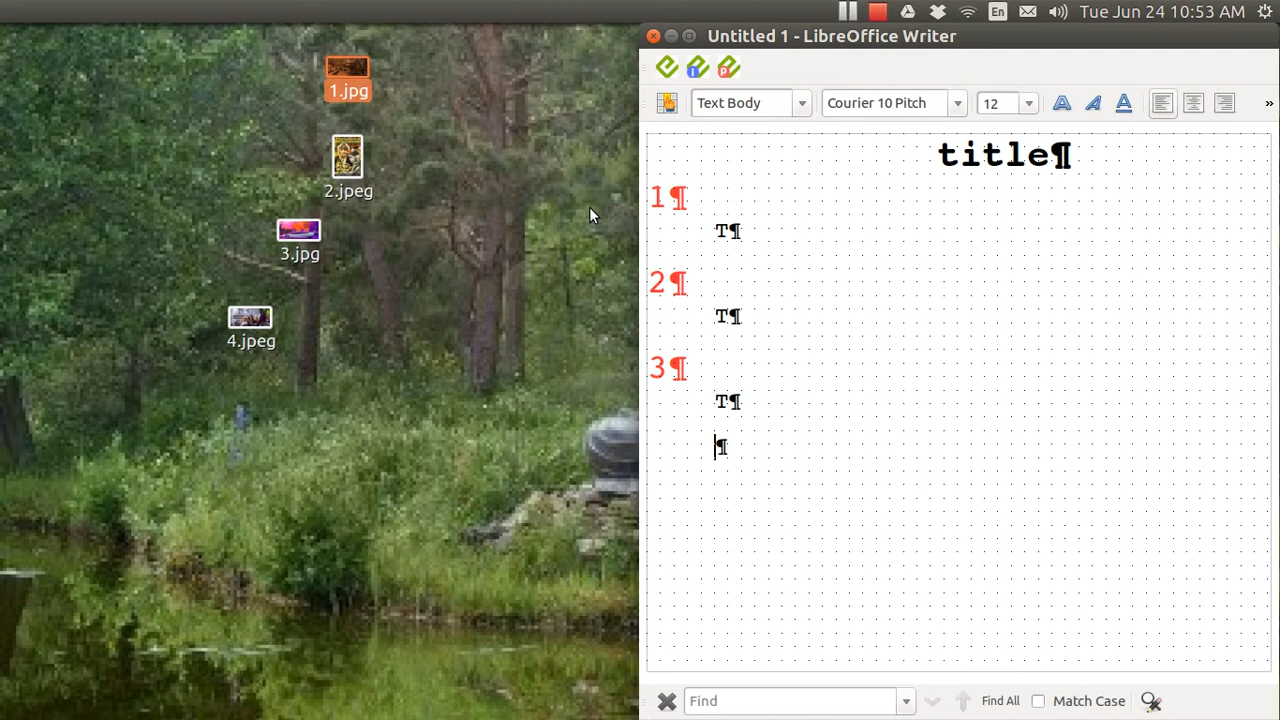 En
Tue Jun 24 10:53 AM
1.jpg
2.jpeg
3.jpg
4.jpeg
Untitled 1 - LibreOffice Writer
Text Body
Courier 10 Pitch
12
»
title¶
1¶
T¶
2¶
T¶
3¶
T¶
¶
Find
Find All
Match Case